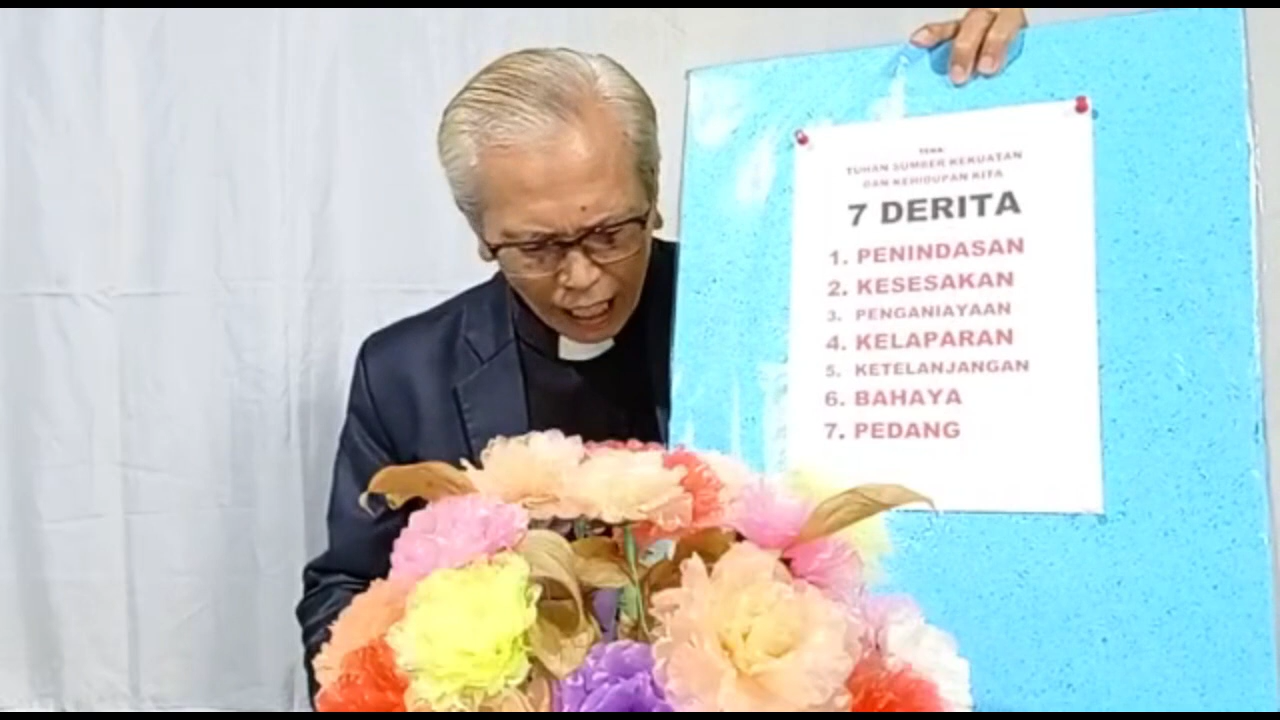 TEMA:
TUHAN SUMBER KEKUATAN
DAN KEHIDUPAN KITA
7 DERITA
1. PENINDASAN
2. KESESAKAN
3. PENGANIAYAAN
4. KELAPARAN
5. KETELANJANGAN
6. BAHAYA
7. PEDANG